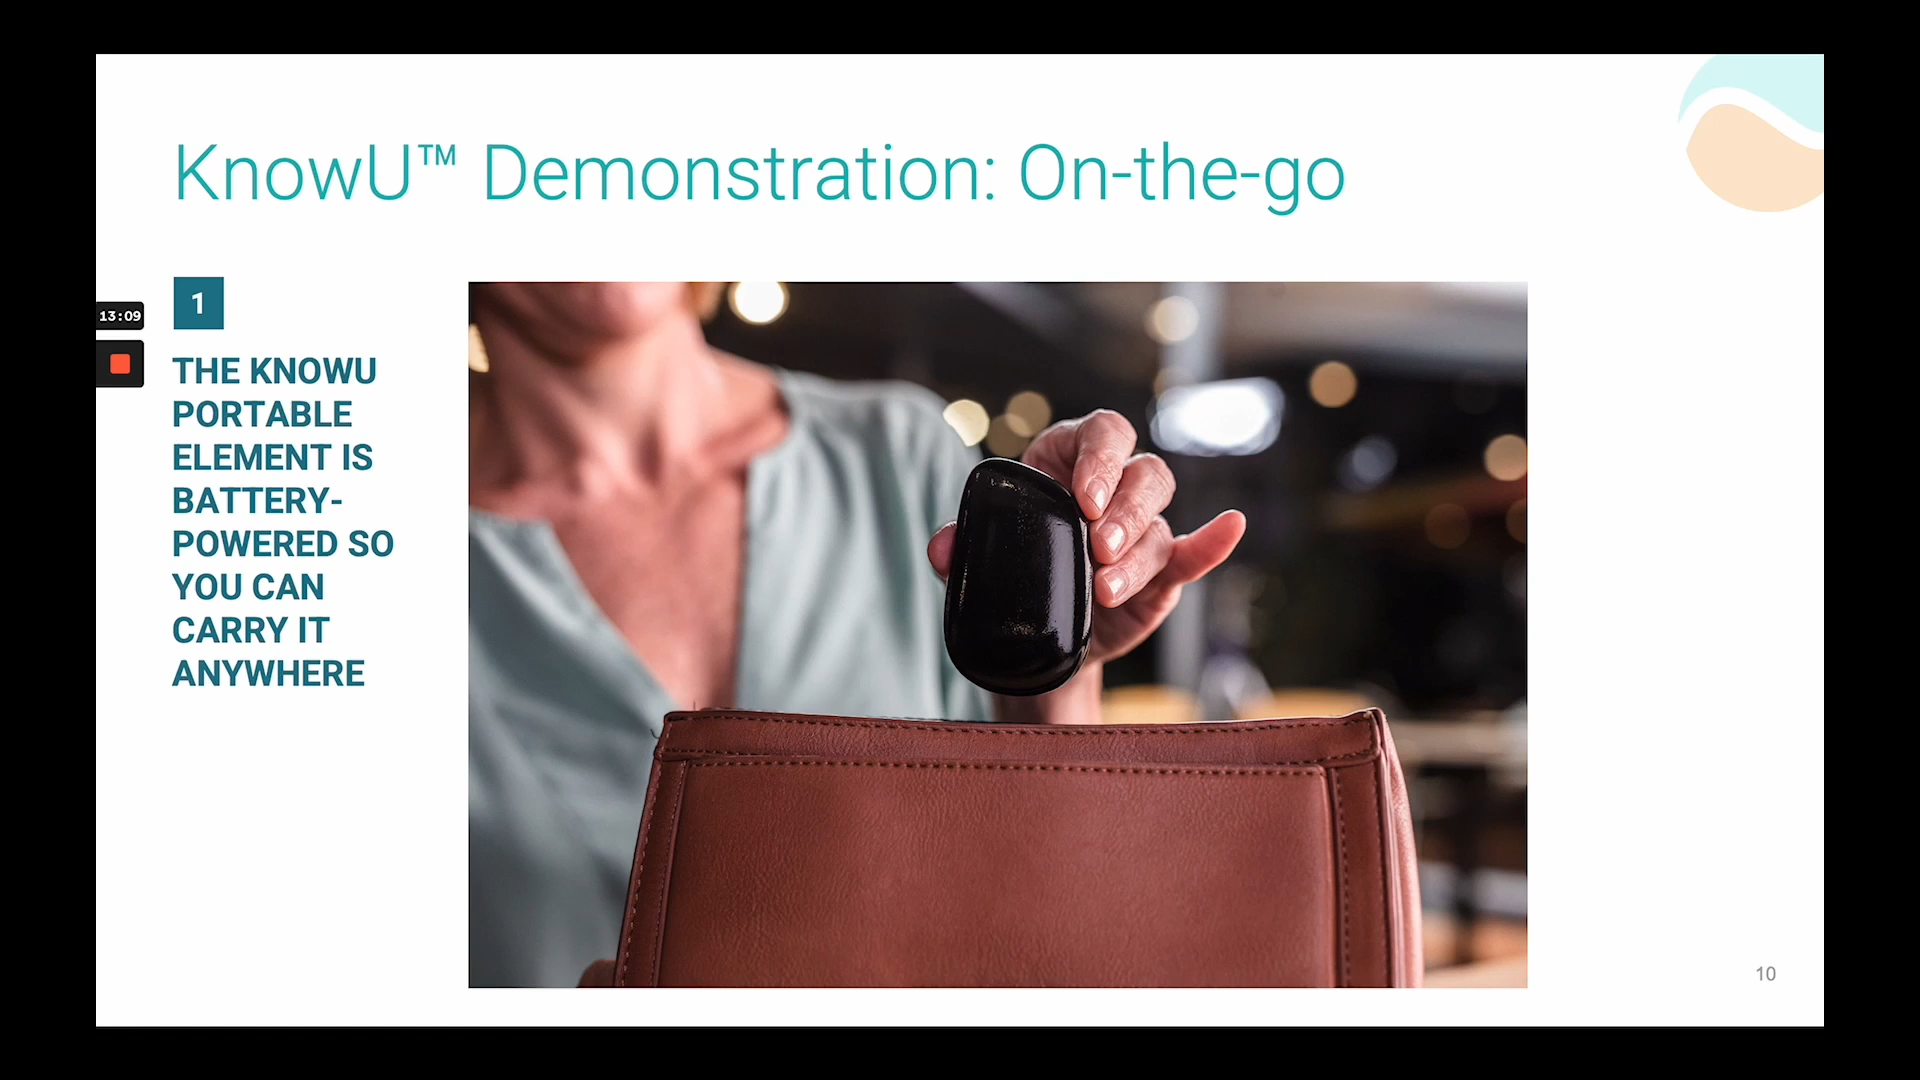 KnowU™ Demonstration: On-the-go
1
13:09
THE KNOWU
PORTABLE
ELEMENT IS
BATTERY-
POWERED SO
YOU CAN
CARRY IT
ANYWHERE
10